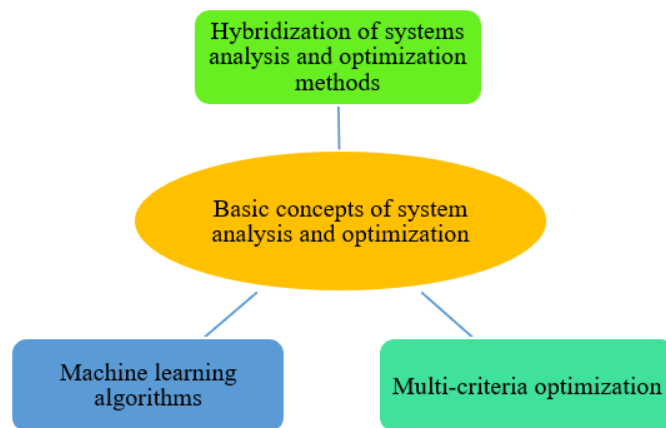 Hybridization of systems
analysis and optimization
methods
Basic concepts of system
analysis and optimization
Machine learning
algorithms
Multi-criteria optimization